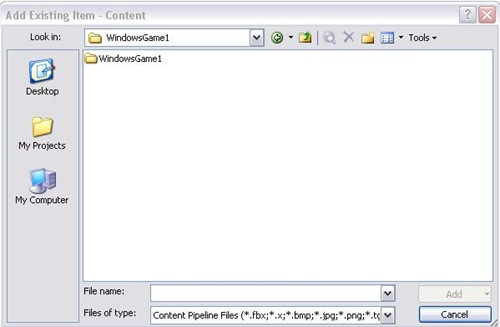 Add Existing Item - Content
Look in: WindowsGame1 Tools
WindowsGame1
Desktop
My Projects
My Computer
File name: Add
Files of type: Content Pipeline Files (*.fbx;*.x;*.bmp;*.jpg;*.png;*.tg Cancel